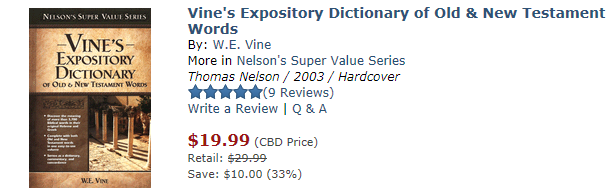 NELSON'S SUPER VALUE SERIES
VINE'S
EXPOSITORY
DICTIONARY
OF OLD & NEW TESTAMENT WORDS
W.E. VINE
Vine's Expository Dictionary of Old & New Testament
Words
By: W.E. Vine
More in Nelson's Super Value Series
Thomas Nelson / 2003 / Hardcover
(9 Reviews)
Write a Review | Q & A
$19.99 (CBD Price)
Retail: $29.99
Save: $10.00 (33%)